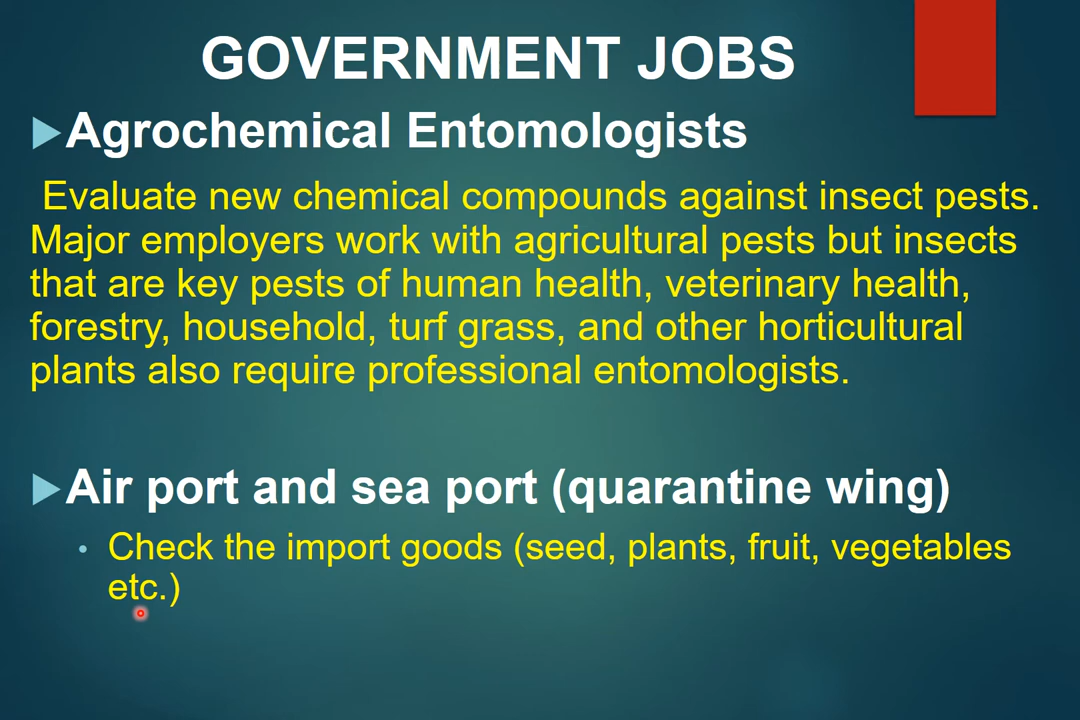 GOVERNMENT JOBS
Agrochemical Entomologists
Evaluate new chemical compounds against insect pests.
Major employers work with agricultural pests but insects
that are key pests of human health, veterinary health,
forestry, household, turf grass, and other horticultural
plants also require professional entomologists.
Air port and sea port (quarantine wing)
• Check the import goods (seed, plants, fruit, vegetables
etc.)